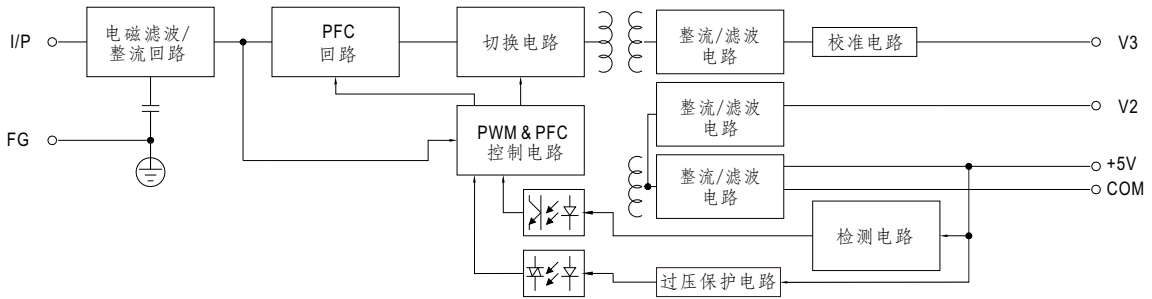 I/P
电磁滤波/
整流回路
PFC
回路
切换电路
整流/滤波
电路
校准电路
V3
整流/滤波
电路
V2
FG
PWM & PFC
控制电路
整流/滤波
电路
+5V
COM
检测电路
过压保护电路